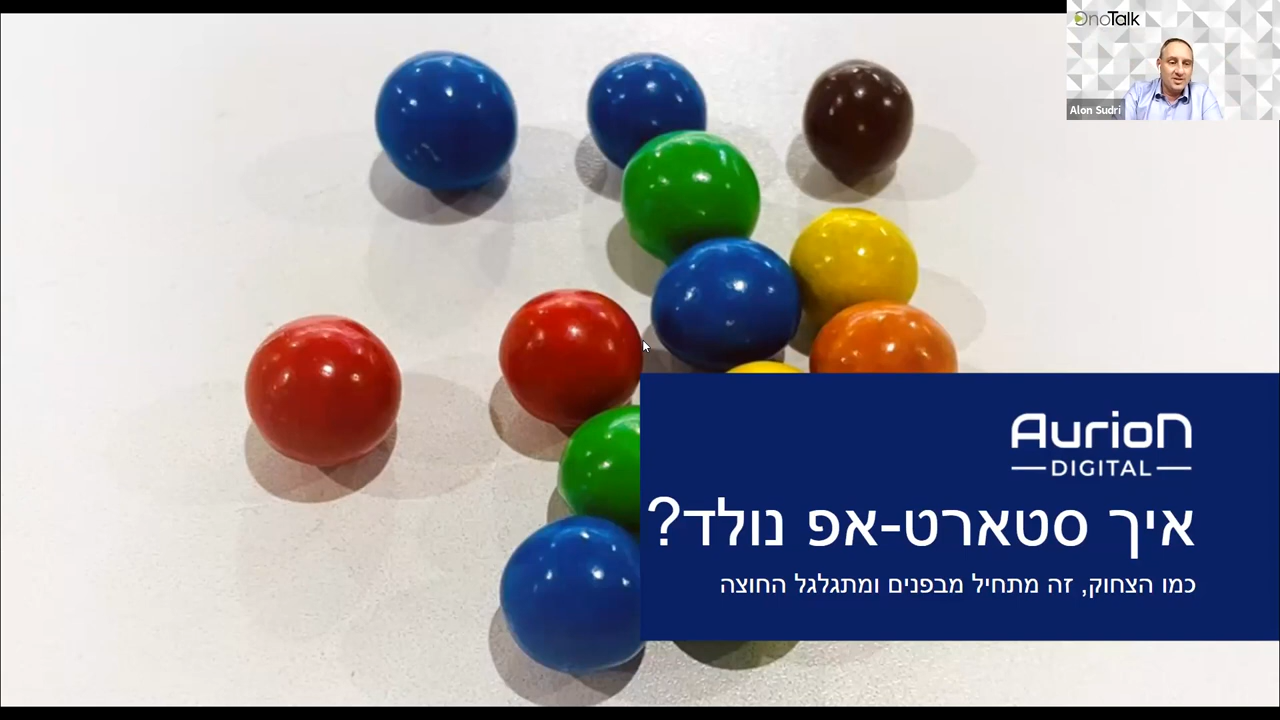 OnoTalk
Alon Sudri
AurioN
DIGITAL
איך סטארט-אפ נולד?
כמו הצחוק, זה מתחיל מבפנים ומתגלגל החוצה